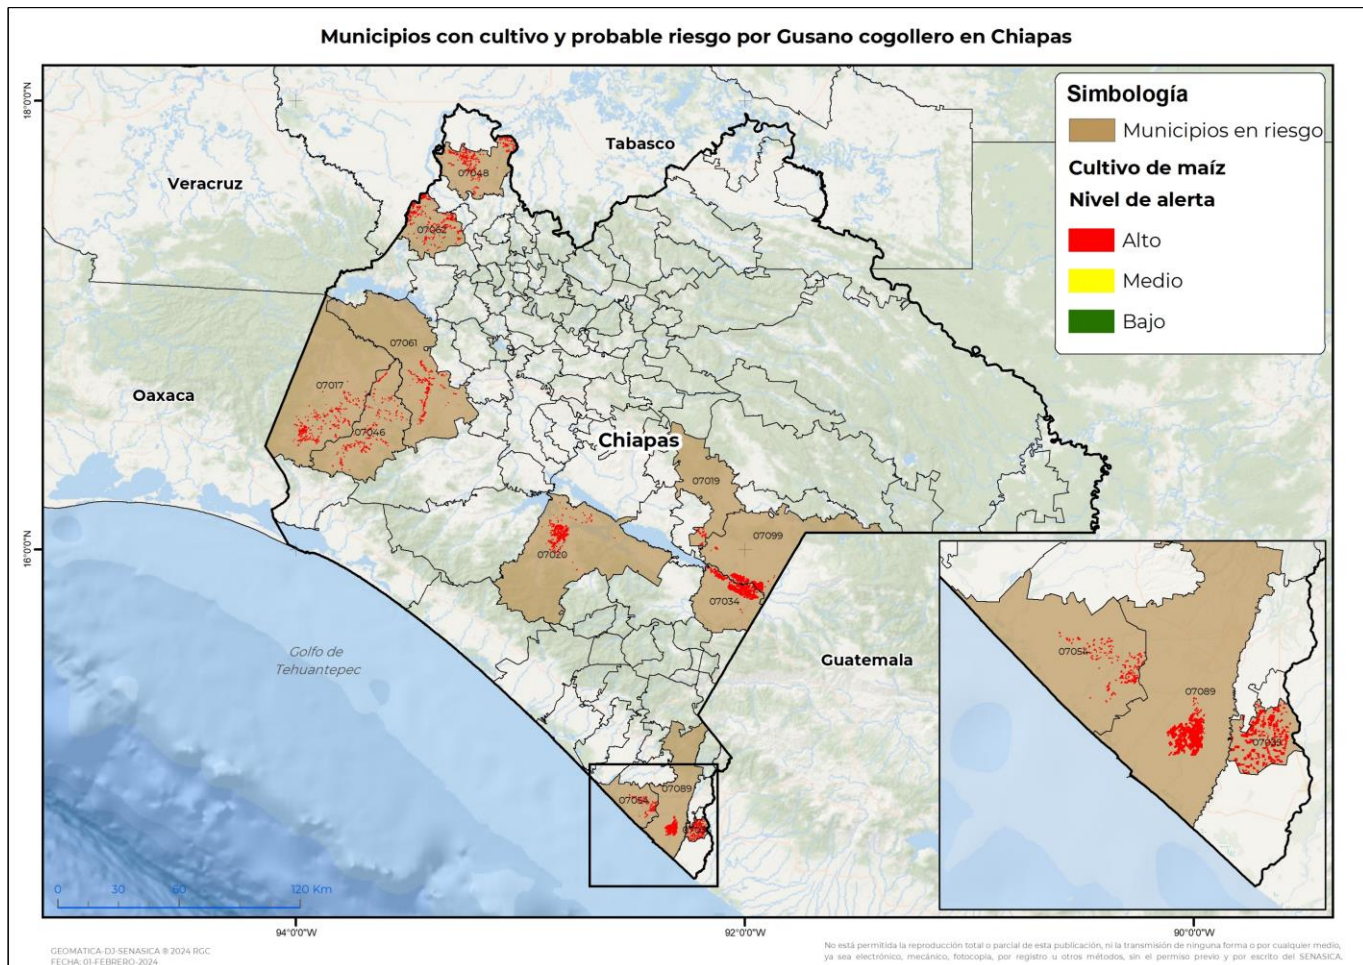 Municipios con cultivo y probable riesgo por Gusano cogollero en Chiapas
18°0'0"N
16°0'0"N
94°0'0"W
92°0'0"W
90°0'0"W
Simbología
Municipios en riesgo
Cultivo de maíz
Nivel de alerta
Alto
Medio
Bajo
Tabasco
Veracruz
Oaxaca
Chiapas
Guatemala
Golfo de
Tehuantepec
07048
07062
07061
07017
07046
07019
07099
07020
07034
07089
07054
07054
07089
0 30 60 120 Km
GEOMÁTICA-DJ-SENASICA ® 2024 RGC
FECHA: 01-FEBRERO-2024
No está permitida la reproducción total o parcial de esta publicación, ni la transmisión de ninguna forma o por cualquier medio,
ya sea electrónico, mecánico, fotocopia, por registro u otros métodos, sin el permiso previo y por escrito del SENASICA.